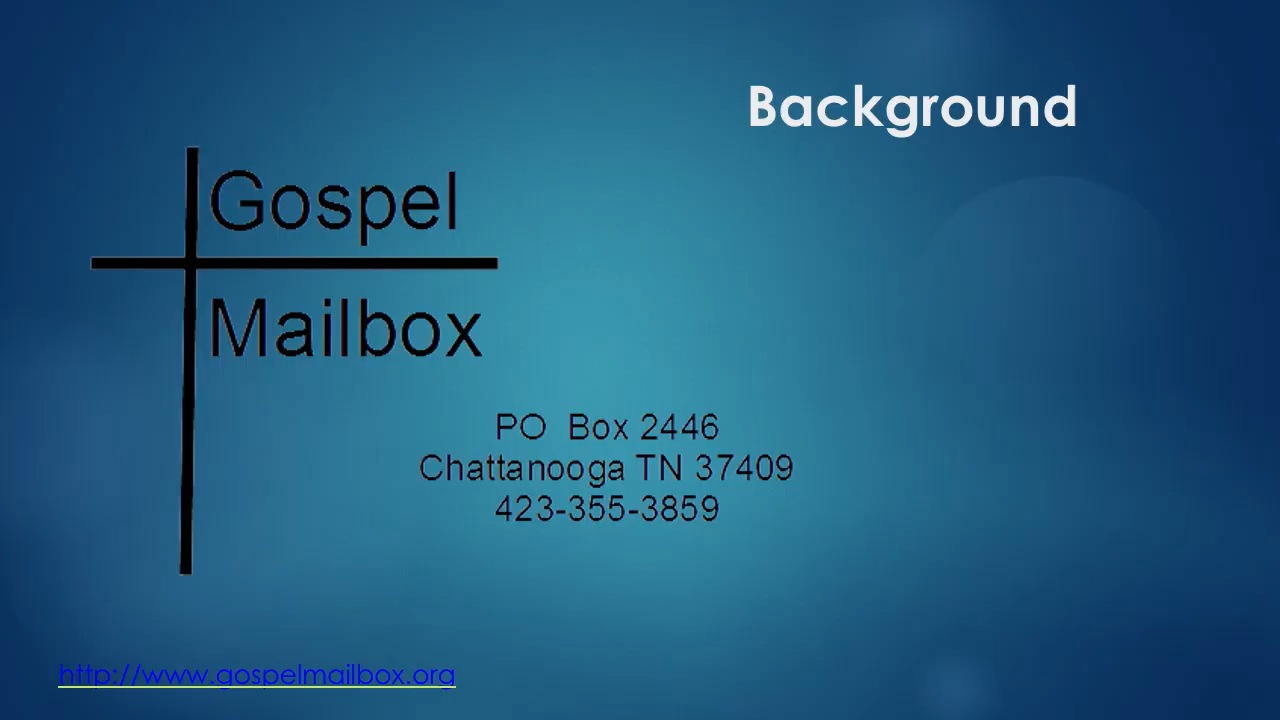 Background
Gospel
Mailbox
PO Box 2446
Chattanooga TN 37409
423-355-3859
http://www.gospelmailbox.org